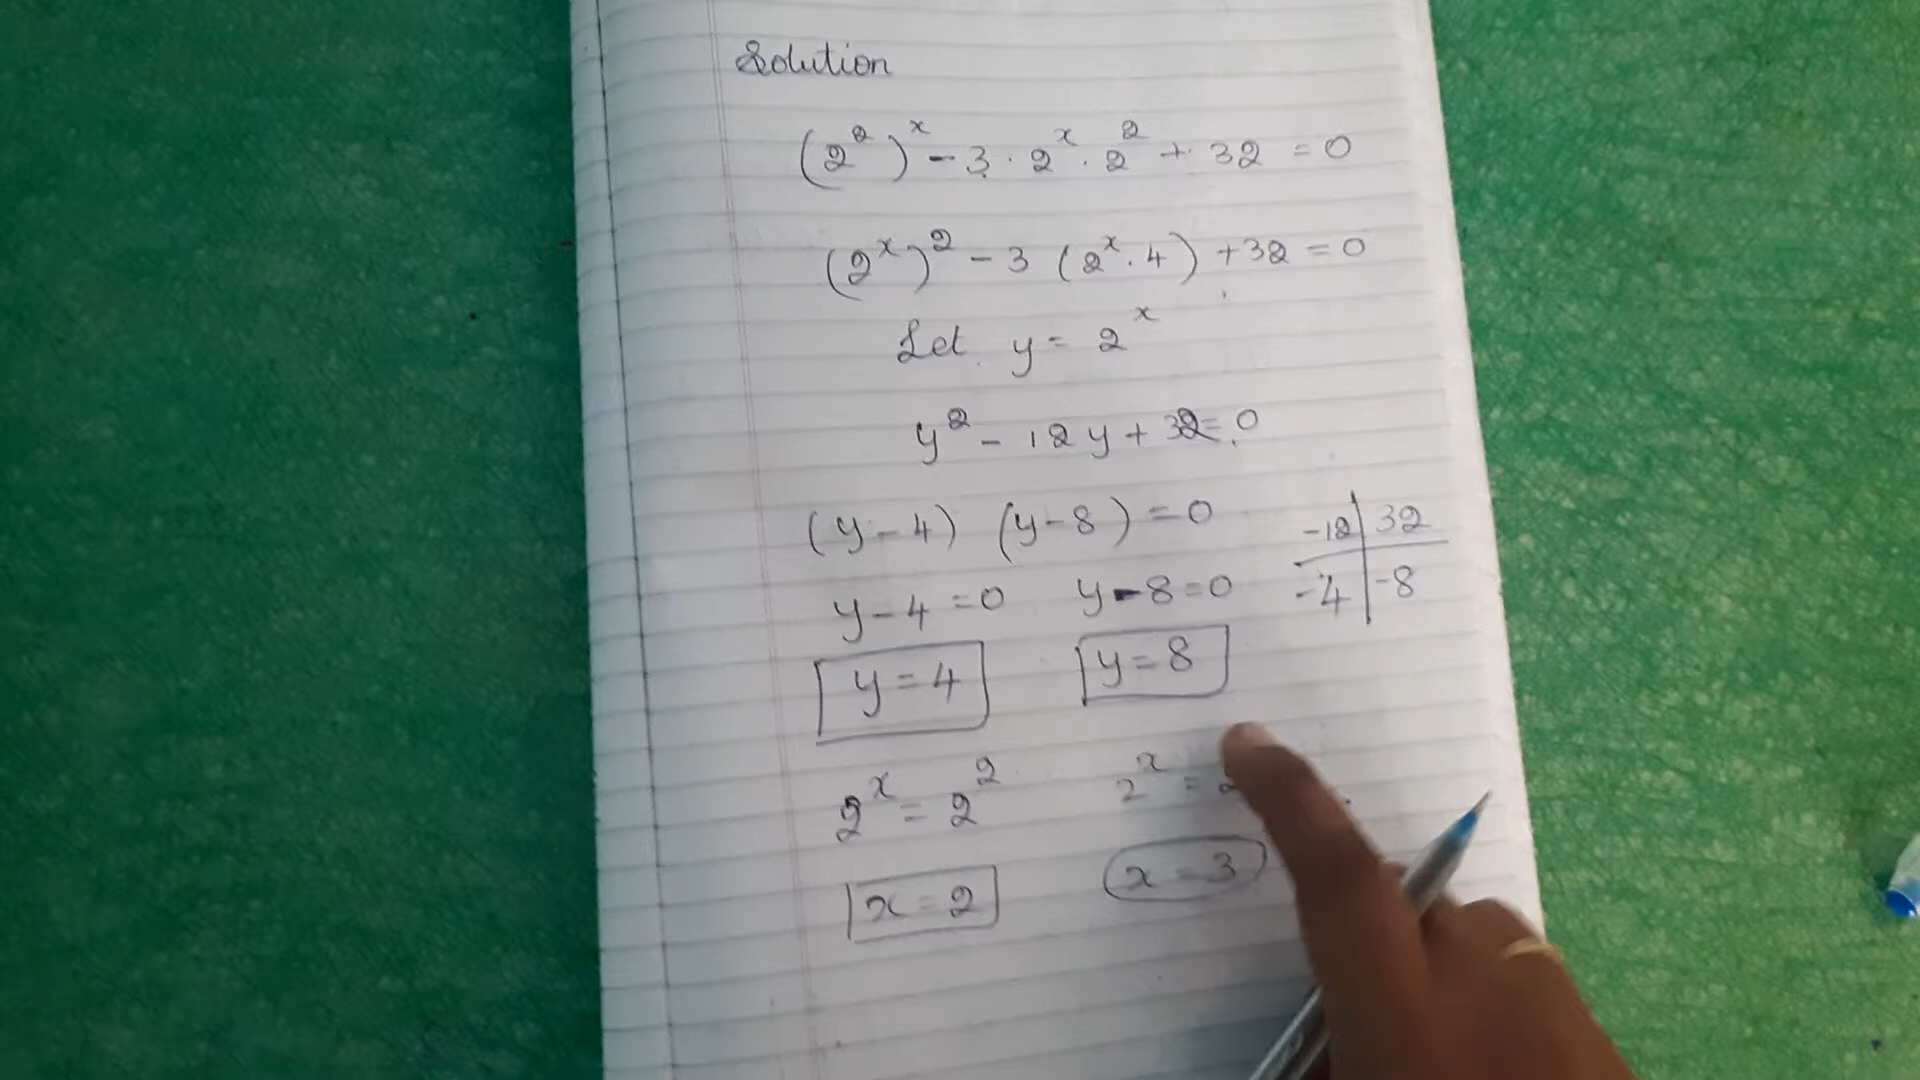 Solution
(2²)ˣ - 3 · 2ˣ · 2² + 32 = 0
(2ˣ)² - 3 (2ˣ · 4) + 32 = 0
Let y = 2ˣ
y² - 12y + 32 = 0
(y - 4) (y - 8) = 0
-12 | 32
-4 | -8
y - 4 = 0 y - 8 = 0
y = 4 y = 8
2ˣ = 2² 2ˣ =
x = 2 x = 3